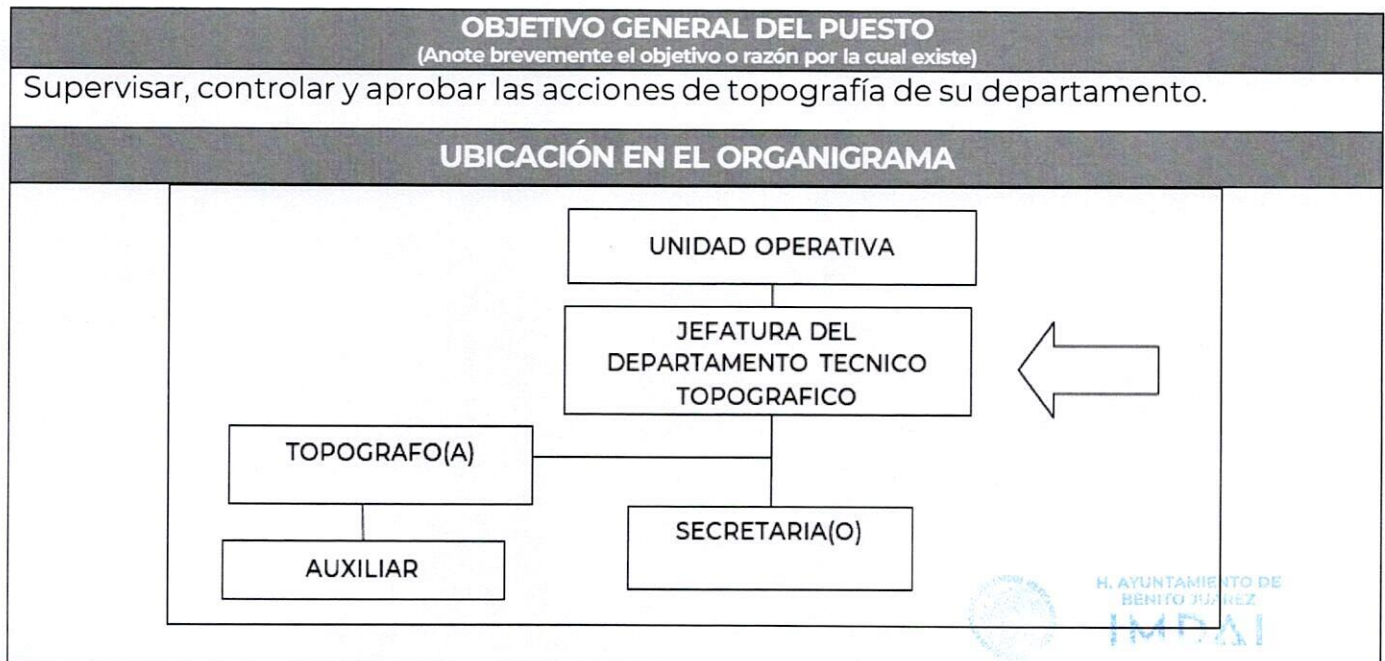 OBJETIVO GENERAL DEL PUESTO
(Anote brevemente el objetivo o razón por la cual existe)
Supervisar, controlar y aprobar las acciones de topografía de su departamento.
UBICACIÓN EN EL ORGANIGRAMA
UNIDAD OPERATIVA
JEFATURA DEL
DEPARTAMENTO TECNICO
TOPOGRAFICO
TOPOGRAFO(A)
SECRETARIA(O)
AUXILIAR
H. AYUNTAMIENTO DE
BENITO JUAREZ
IMDAI